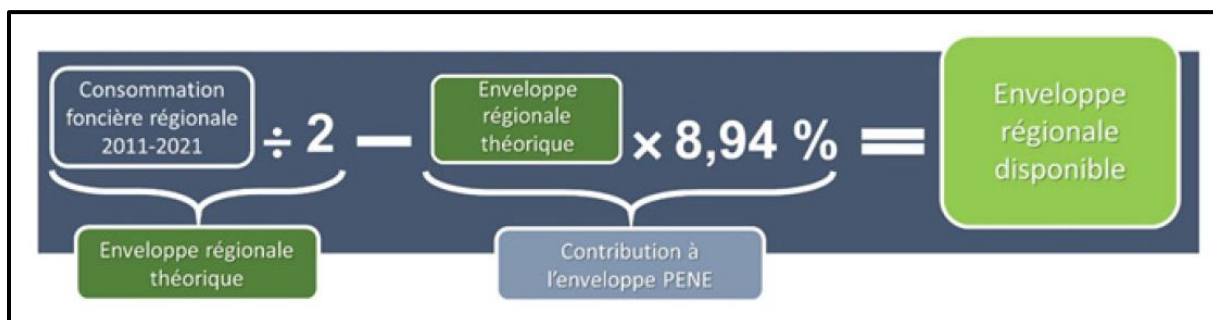 Consommation
foncière régionale
2011-2021
÷ 2
—
Enveloppe
régionale
théorique
× 8,94 %
=
Enveloppe
régionale
disponible
Enveloppe régionale
théorique
Contribution à
l'enveloppe PENE